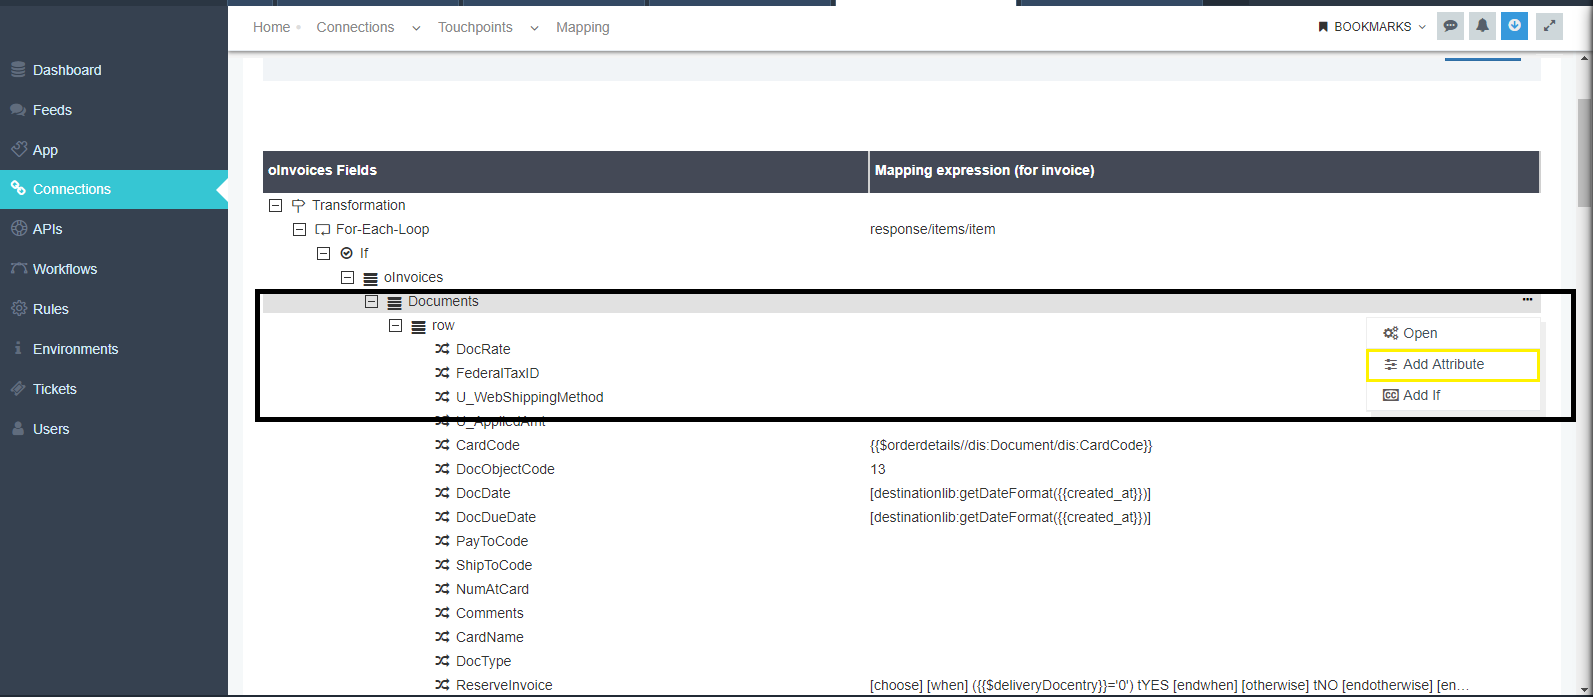 Home Connections Touchpoints Mapping
BOOKMARKS
Dashboard
Feeds
App
Connections
APIs
Workflows
Rules
Environments
Tickets
Users
oInvoices Fields Mapping expression (for invoice)
Transformation
For-Each-Loop response/items/item
If
oInvoices
Documents ...
row
Open
DocRate
Add Attribute
FederalTaxID
Add If
U_WebShippingMethod
U_AppliedAmt
CardCode {{$orderdetails//dis:Document/dis:CardCode}}
DocObjectCode 13
DocDate [destinationlib:getDateFormat({{created_at}})]
DocDueDate [destinationlib:getDateFormat({{created_at}})]
PayToCode
ShipToCode
NumAtCard
Comments
CardName
DocType
ReserveInvoice [choose] [when] ({{$deliveryDocentry}}='0') tYES [endwhen] [otherwise] tNO [endotherwise] [en...